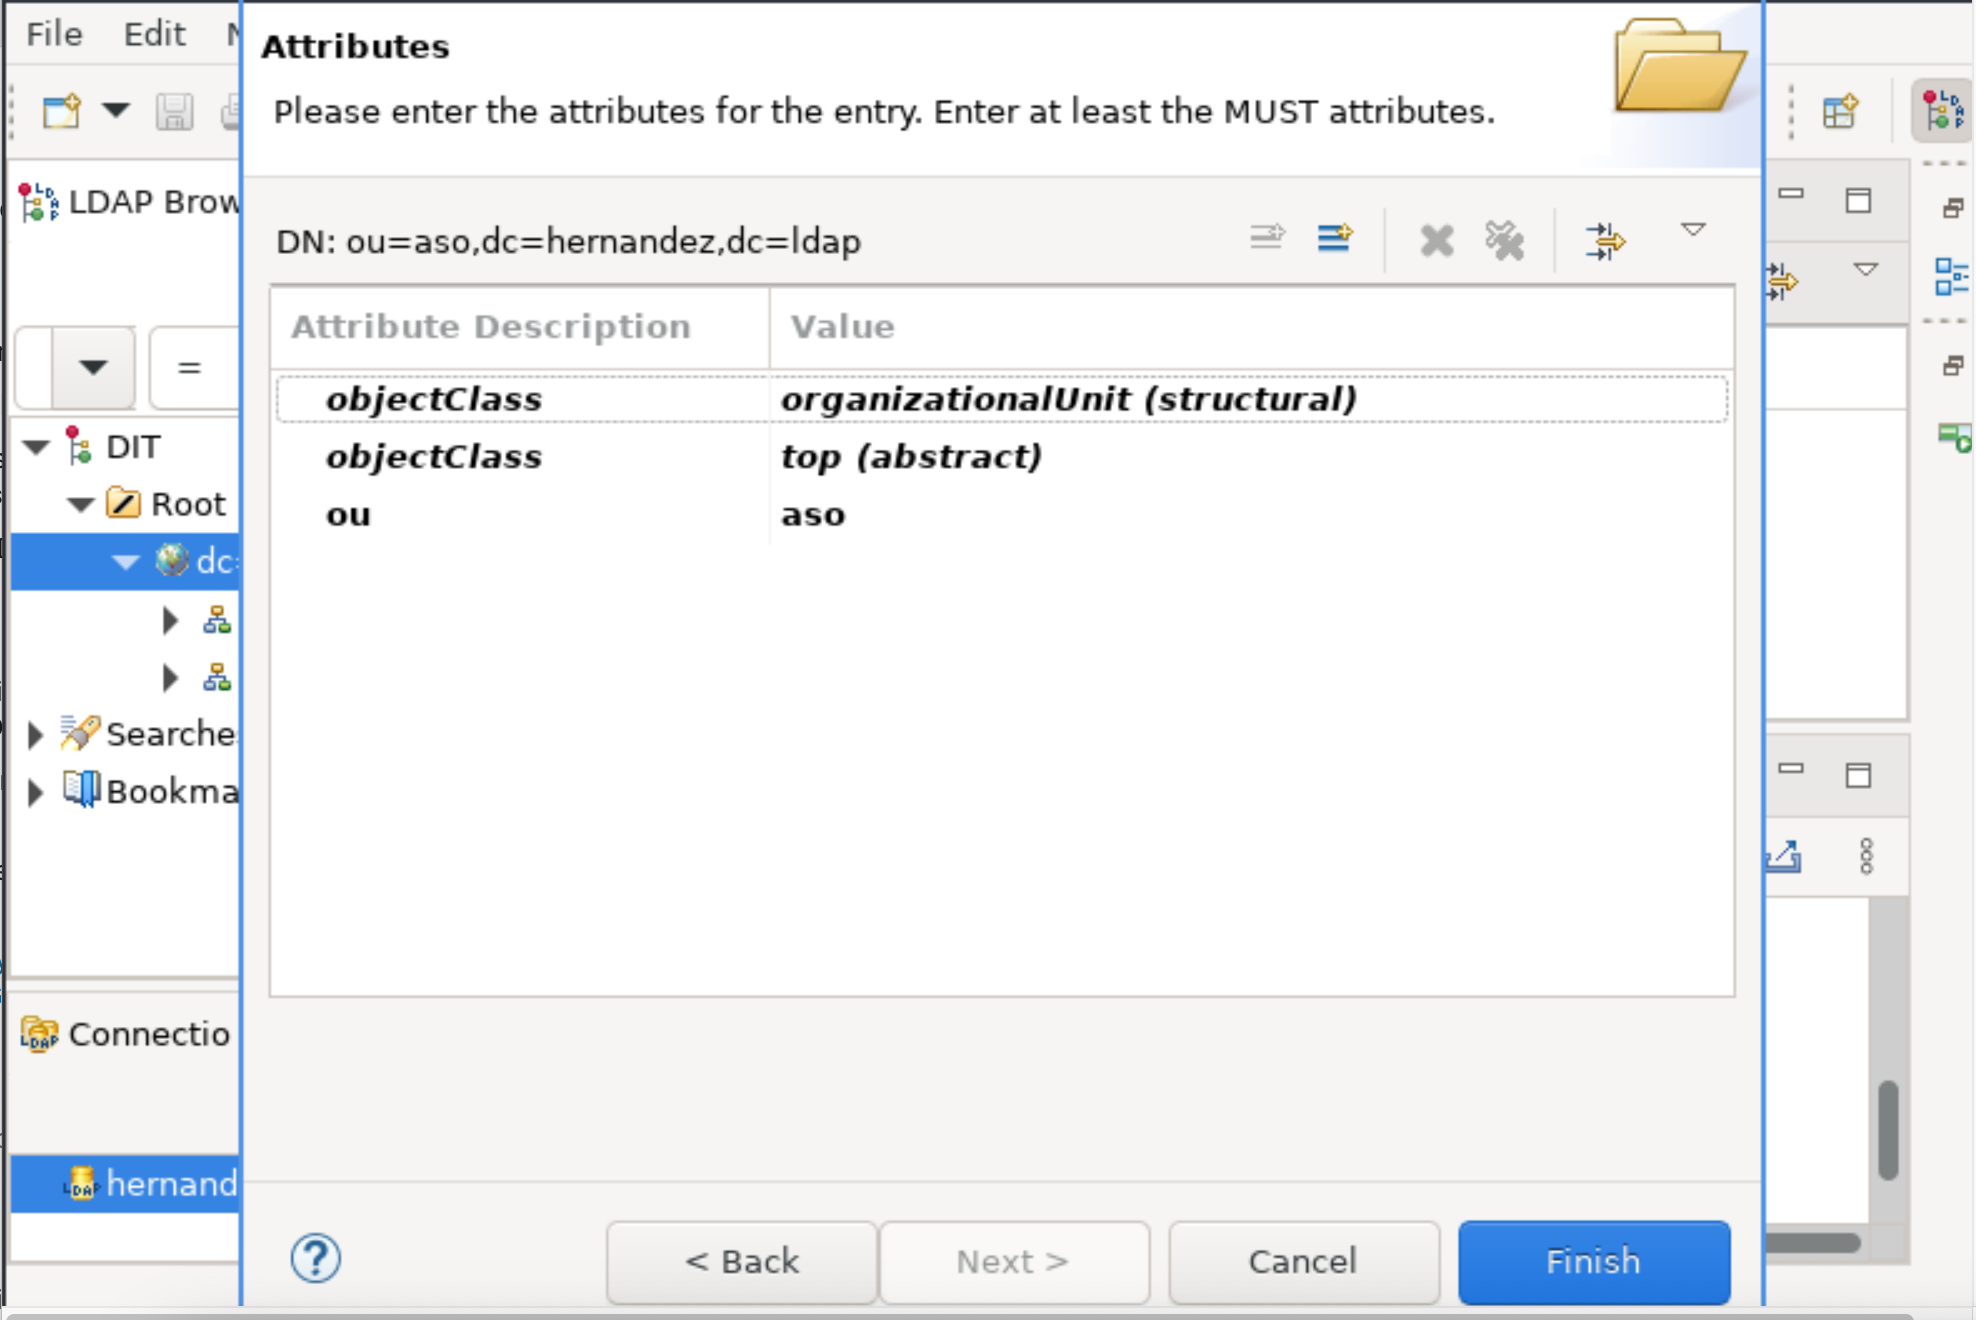 File Edit
Attributes
Please enter the attributes for the entry. Enter at least the MUST attributes.
LDAP Brow
DN: ou=aso,dc=hernandez,dc=ldap
Attribute Description Value
=
objectClass organizationalUnit (structural)
DIT
objectClass top (abstract)
Root
ou aso
dc=
Searche
Bookma
Connectio
hernand
< Back Next > Cancel Finish